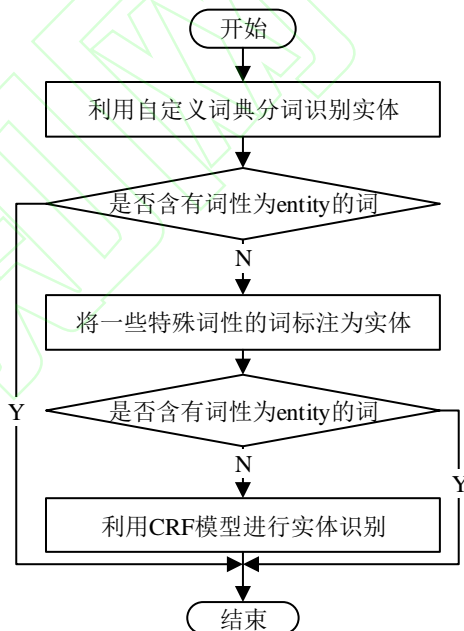 开始
利用自定义词典分词识别实体
是否含有词性为entity的词
N
将一些特殊词性的词标注为实体
是否含有词性为entity的词
Y
N
Y
利用CRF模型进行实体识别
结束